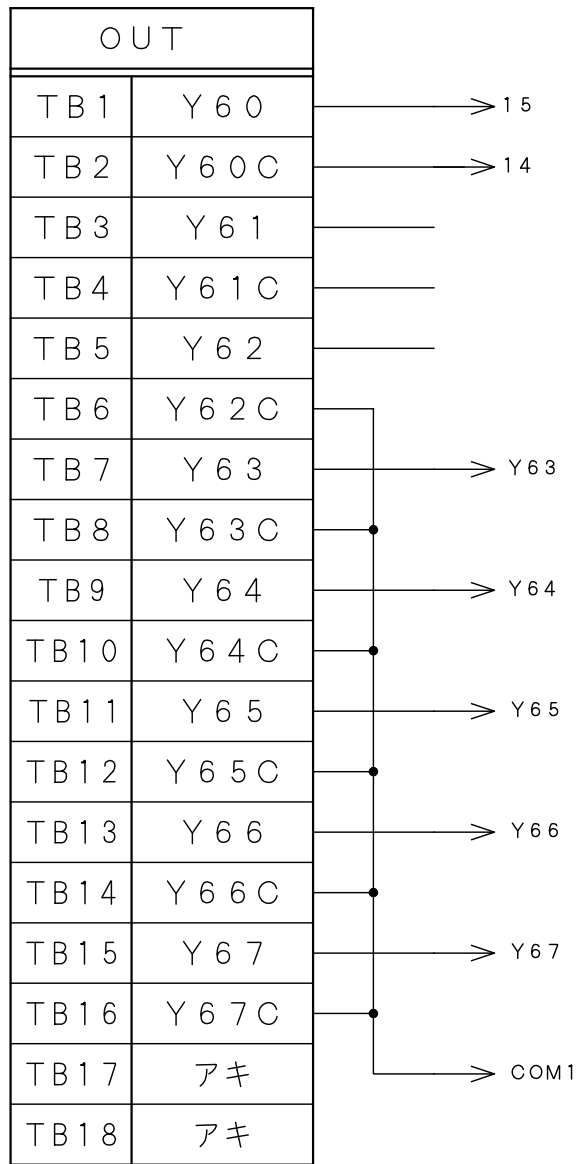 OUT
TB1 Y60 15
TB2 Y60C 14
TB3 Y61
TB4 Y61C
TB5 Y62
TB6 Y62C
TB7 Y63 Y63
TB8 Y63C
TB9 Y64 Y64
TB10 Y64C
TB11 Y65 Y65
TB12 Y65C
TB13 Y66 Y66
TB14 Y66C
TB15 Y67 Y67
TB16 Y67C
TB17 アキ COM1
TB18 アキ